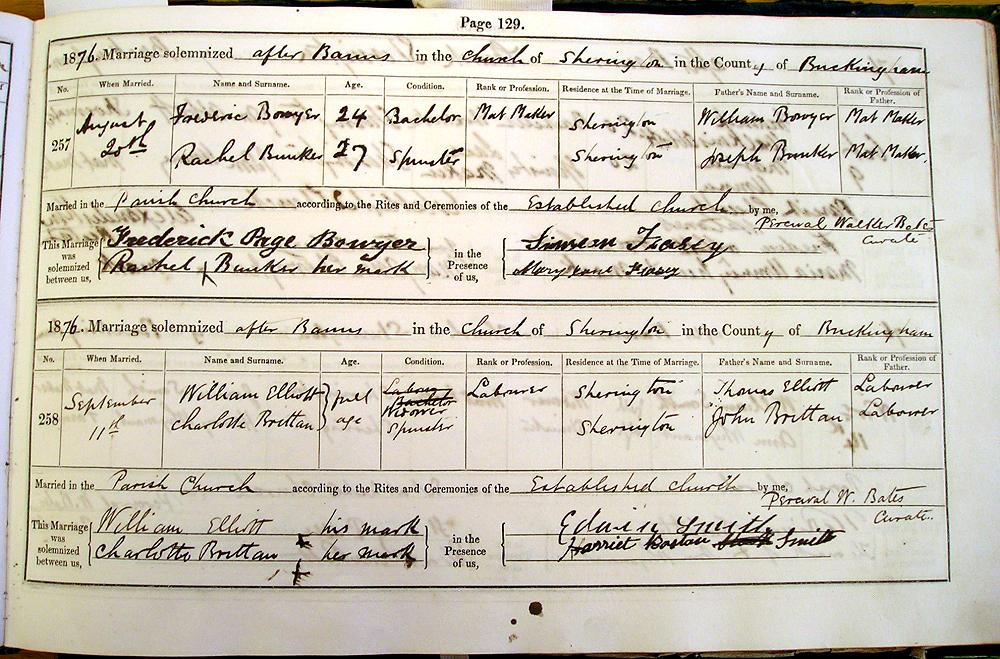 Page 129.
1876. Marriage solemnized after Banns in the Church of Sherington in the County of Buckingham
No. When Married. Name and Surname. Age. Condition. Rank or Profession. Residence at the Time of Marriage. Father's Name and Surname. Rank or Profession of Father.
257 August 20th Frederic Bowyer 24 Bachelor Mat Maker Sherington William Bowyer Mat Maker
Rachel Bunker 27 Spinster Sherington Joseph Bunker Mat Maker.
Married in the Parish Church according to the Rites and Ceremonies of the Established Church by me,
Percival Walter Bates
Curate
This Marriage was solemnized between us, Frederick Page Bowyer in the Presence of us, Simeon Feasey
Rachel X Bunker her mark Mary Jane Feasey
1876. Marriage solemnized after Banns in the Church of Sherington in the County of Buckingham
No. When Married. Name and Surname. Age. Condition. Rank or Profession. Residence at the Time of Marriage. Father's Name and Surname. Rank or Profession of Father.
258 September 11th William Elliott full age Bachelor Widower Labourer Sherington Thomas Elliott Labourer
Charlotte Brittan Spinster Sherington John Brittan Labourer
Married in the Parish Church according to the Rites and Ceremonies of the Established Church by me,
Percival W. Bates
Curate.
This Marriage was solemnized between us, William Elliott X his mark in the Presence of us, Edwin Smith
Charlotte Brittan X her mark Harriet Boston Smith